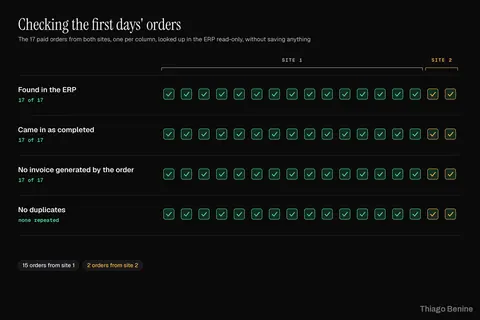 Checking the first days' orders
The 17 paid orders from both sites, one per column, looked up in the ERP read-only, without saving anything
SITE 1
SITE 2
Found in the ERP
17 of 17
Came in as completed
17 of 17
No invoice generated by the order
17 of 17
No duplicates
none repeated
15 orders from site 1
2 orders from site 2
Thiago Benine